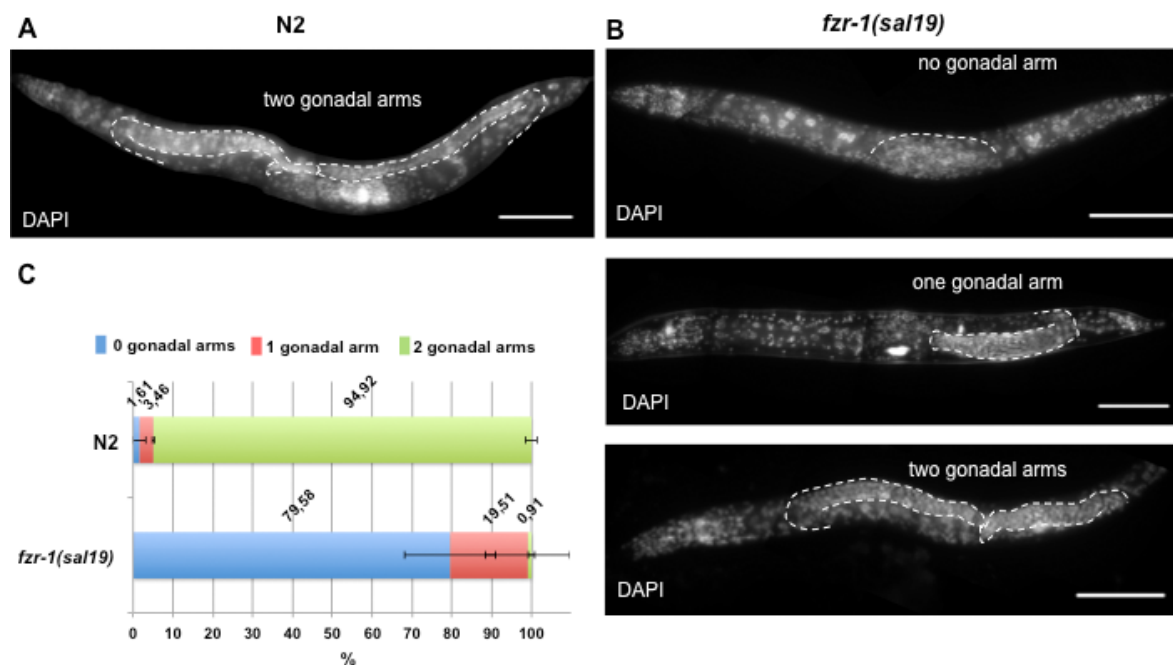 A
N2
two gonadal arms
DAPI
B
fzr-1(sal19)
no gonadal arm
DAPI
one gonadal arm
DAPI
two gonadal arms
DAPI
C
0 gonadal arms 1 gonadal arm 2 gonadal arms
1,61 3,46 94,92
N2
79,58 19,51 0,91
fzr-1(sal19)
0 10 20 30 40 50 60 70 80 90 100
%